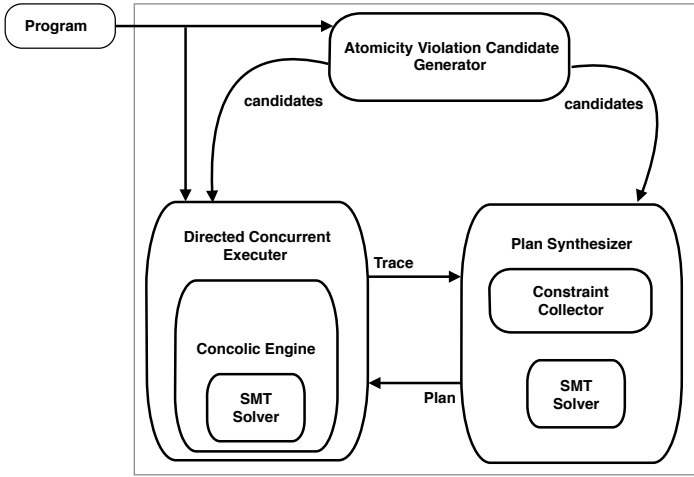 Program
Atomicity Violation Candidate
Generator
candidates
candidates
Directed Concurrent
Executer
Concolic Engine
SMT
Solver
Trace
Plan
Plan Synthesizer
Constraint
Collector
SMT
Solver